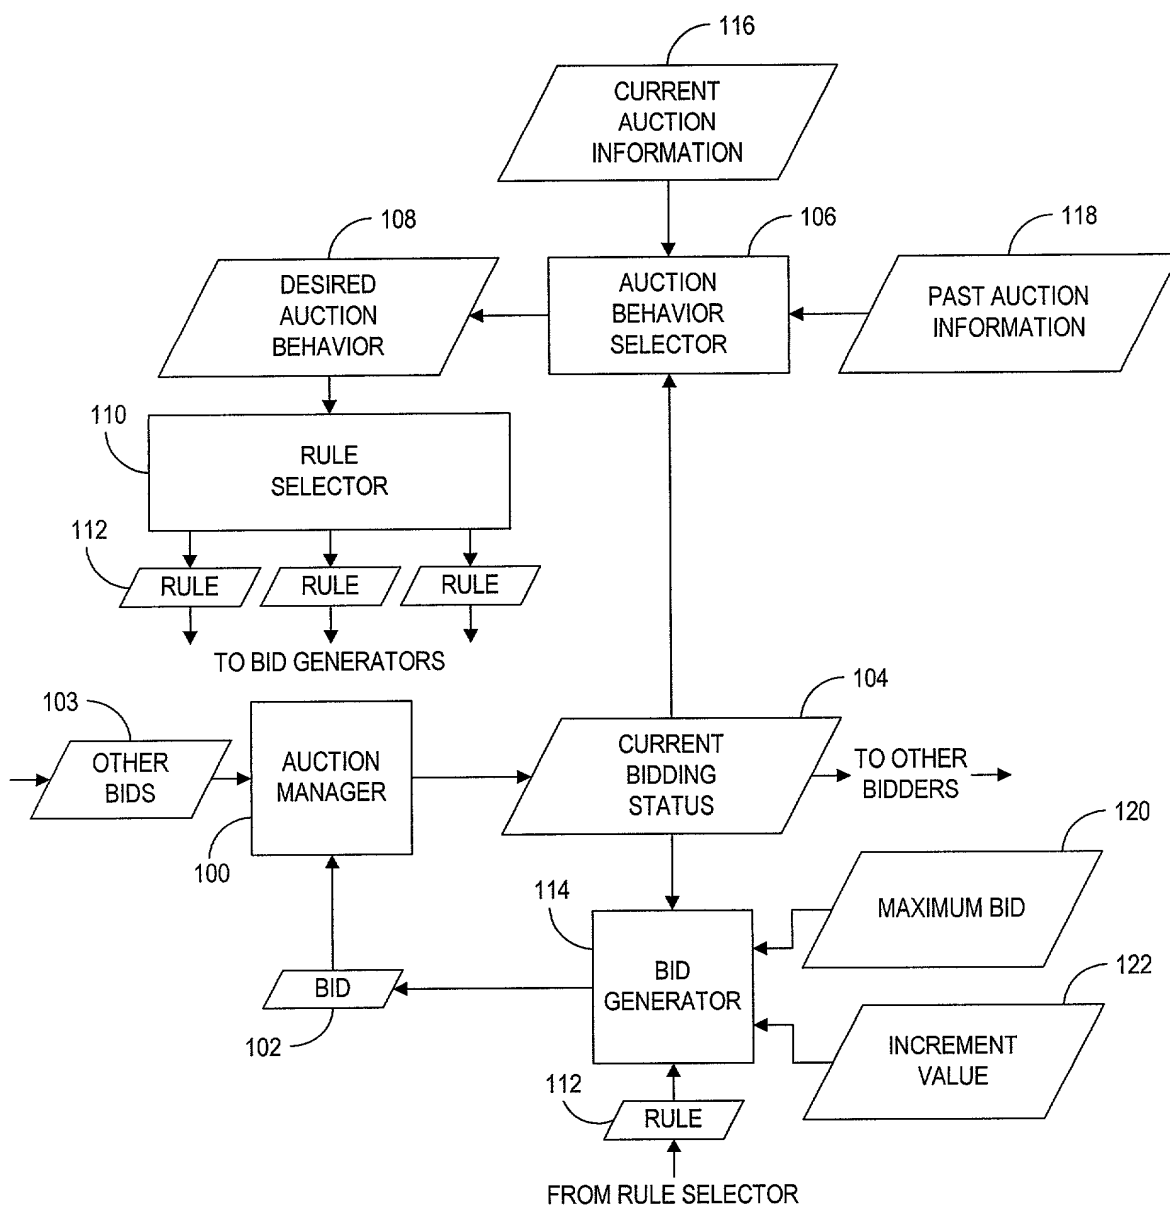 116
CURRENT
AUCTION
INFORMATION
108
106
118
DESIRED
AUCTION
BEHAVIOR
AUCTION
BEHAVIOR
SELECTOR
PAST AUCTION
INFORMATION
110
RULE
SELECTOR
112
RULE
RULE
RULE
TO BID GENERATORS
103
104
OTHER
BIDS
AUCTION
MANAGER
CURRENT
BIDDING
STATUS
TO OTHER
BIDDERS
100
120
114
MAXIMUM BID
BID
BID
GENERATOR
122
102
INCREMENT
VALUE
112
RULE
FROM RULE SELECTOR